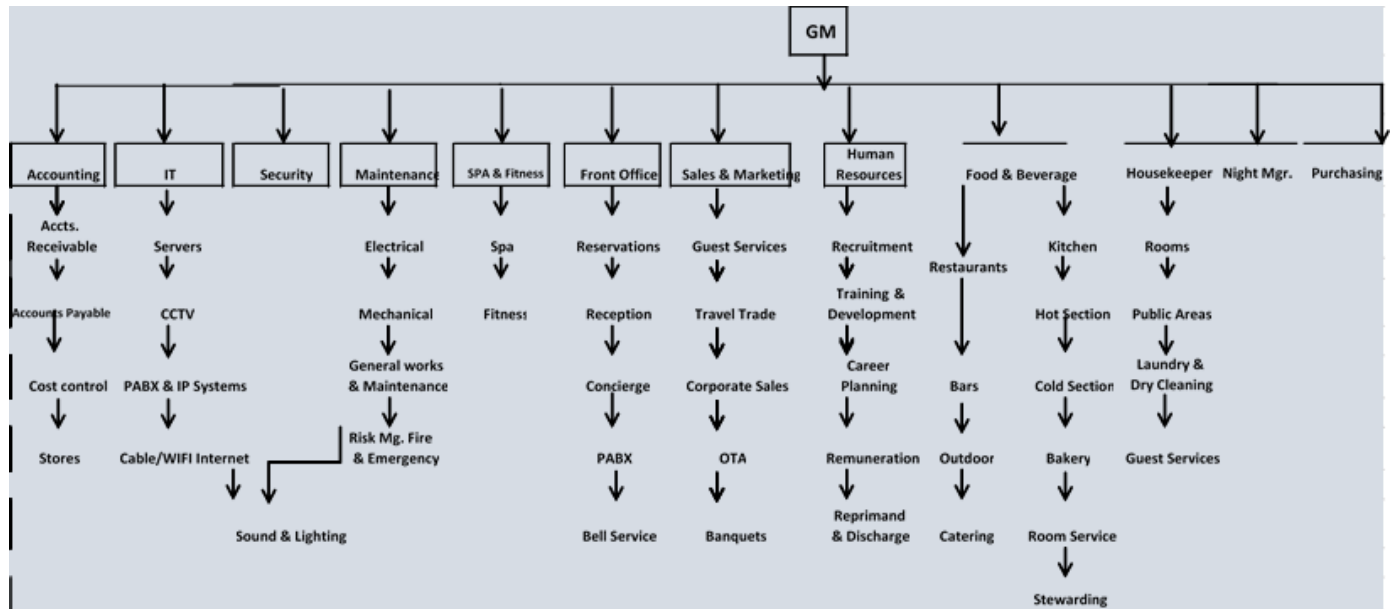 GM
Accounting
IT
Security
Maintenance
SPA & Fitness
Front Office
Sales & Marketing
Human
Resources
Food & Beverage
Housekeeper
Night Mgr.
Purchasing
Accts.
Receivable
Accounts Payable
Cost control
Stores
Servers
CCTV
PABX & IP Systems
Cable/WIFI Internet
Sound & Lighting
Electrical
Mechanical
General works
& Maintenance
Risk Mg. Fire
& Emergency
Spa
Fitness
Reservations
Reception
Concierge
PABX
Bell Service
Guest Services
Travel Trade
Corporate Sales
OTA
Banquets
Recruitment
Training &
Development
Career
Planning
Remuneration
Reprimand
& Discharge
Restaurants
Bars
Outdoor
Catering
Kitchen
Hot Section
Cold Section
Bakery
Room Service
Stewarding
Rooms
Public Areas
Laundry &
Dry Cleaning
Guest Services